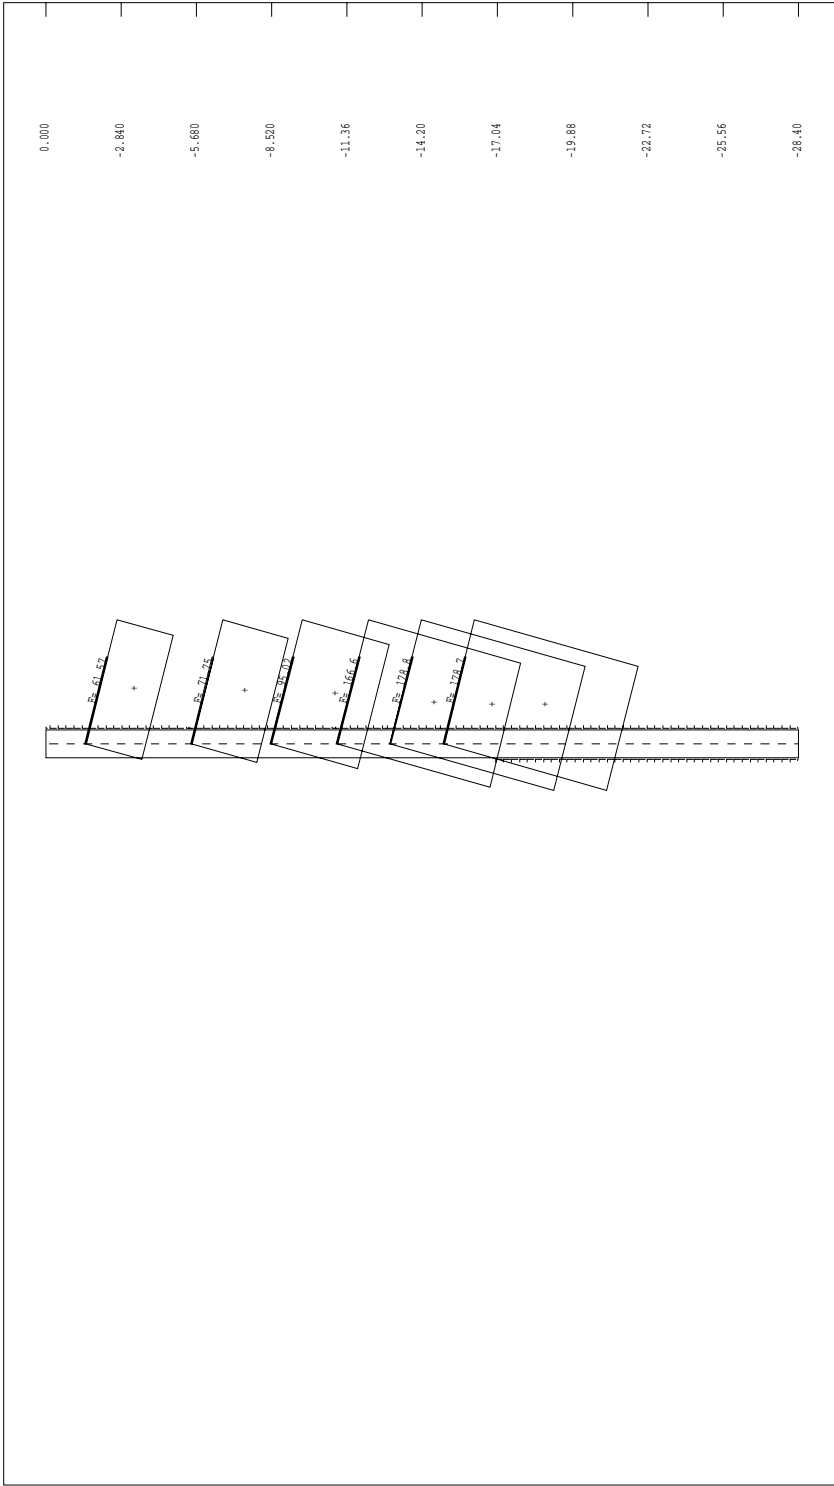 0.000
-2.840
-5.680
-8.520
-11.36
-14.20
-17.04
-19.88
-22.72
-25.56
-28.40
F= 61.57
F= 71.75
F= 95.02
F= 166.6
F= 178.8
F= 178.7